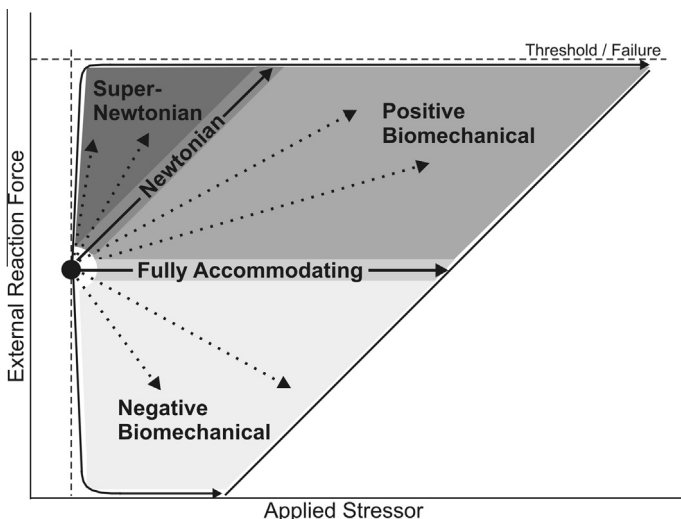 Threshold / Failure
Super-
Newtonian
Newtonian
Positive
Biomechanical
Fully Accommodating
Negative
Biomechanical
External Reaction Force
Applied Stressor